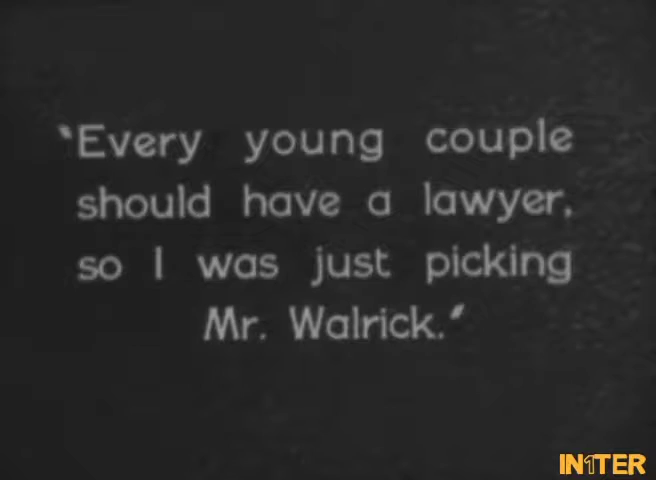 "Every young couple
should have a lawyer,
so I was just picking
Mr. Walrick."
IN1TER